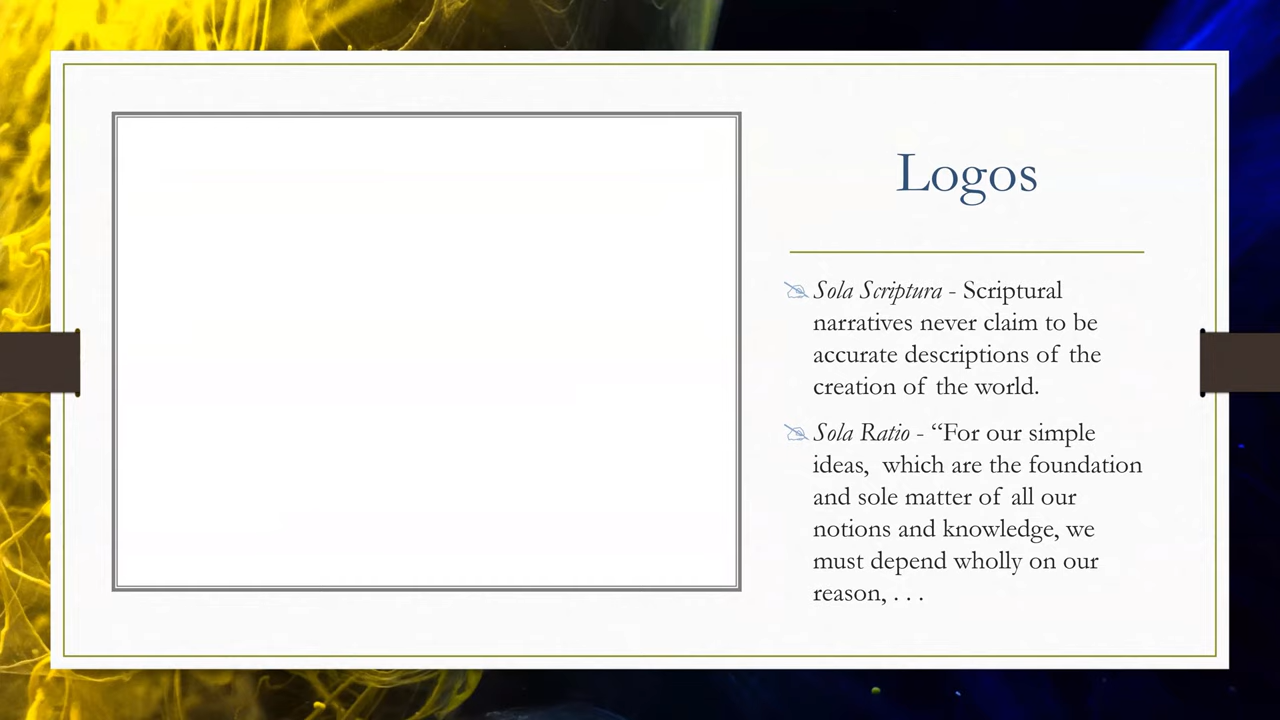 Logos
Sola Scriptura - Scriptural
narratives never claim to be
accurate descriptions of the
creation of the world.
Sola Ratio - “For our simple
ideas,  which are the foundation
and sole matter of all our
notions and knowledge, we
must depend wholly on our
reason, . . .